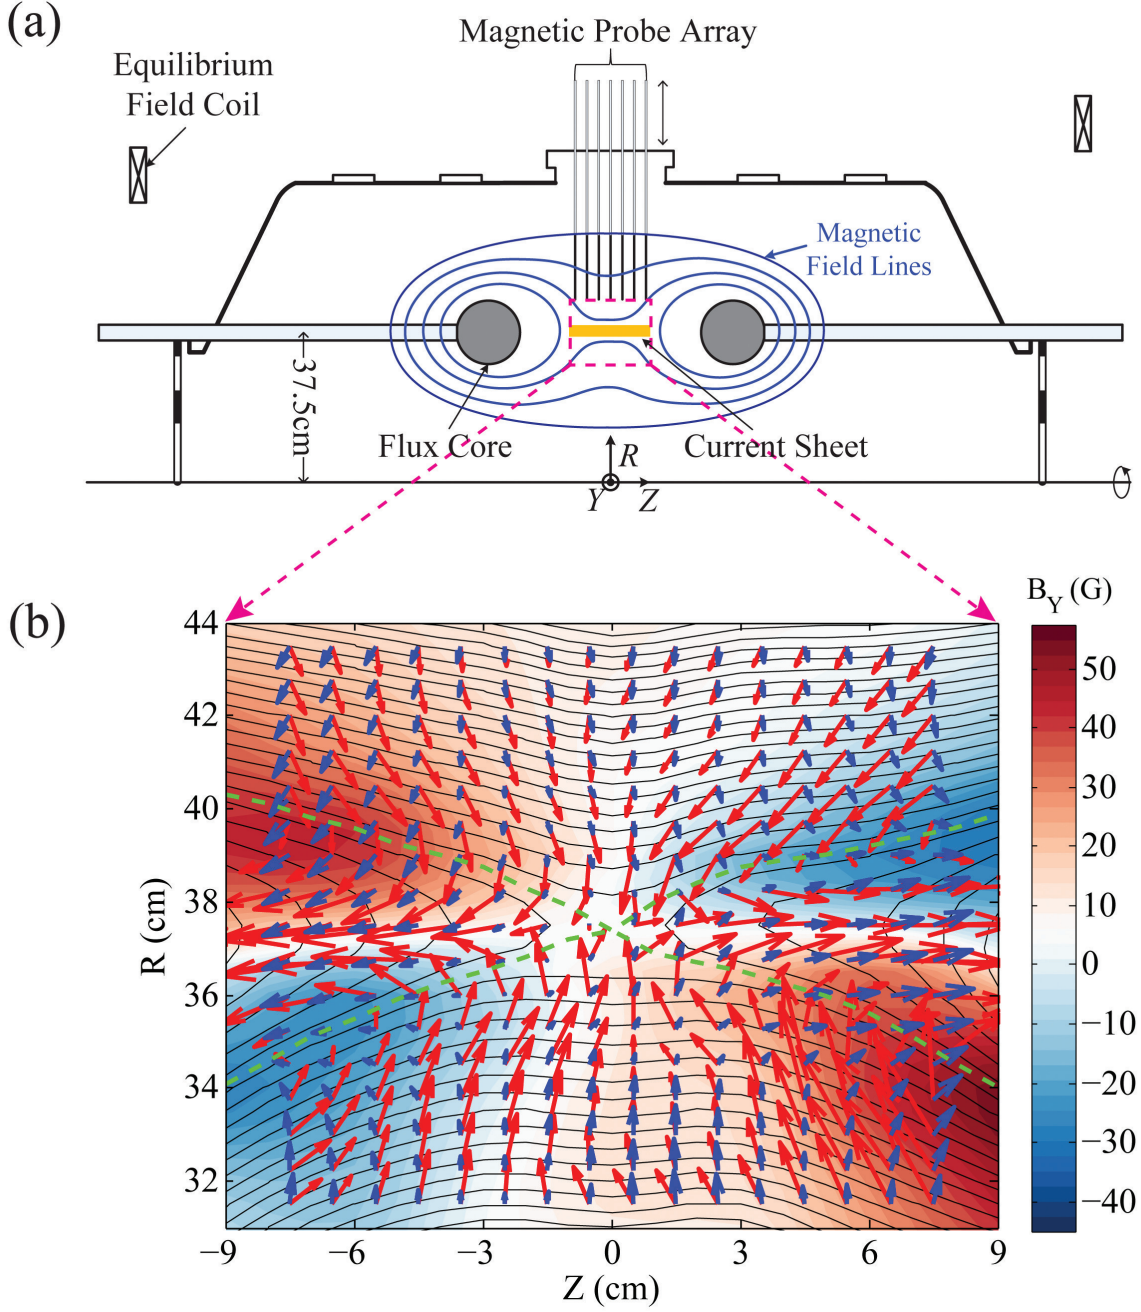 (a)
Magnetic Probe Array
Equilibrium
Field Coil
Magnetic
Field Lines
37.5cm
Flux Core
Current Sheet
R
Y
Z
(b)
B_Y (G)
44
42
40
38
36
34
32
R (cm)
−9
−6
−3
0
3
6
9
Z (cm)
50
40
30
20
10
0
−10
−20
−30
−40